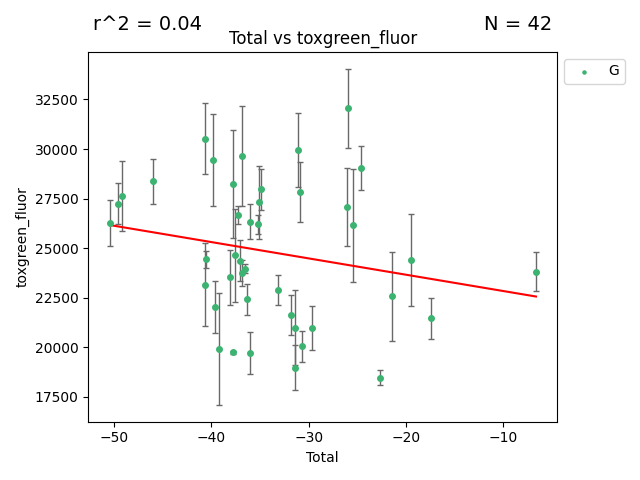 r^2 = 0.04
N = 42
Total vs toxgreen_fluor
G
32500
30000
27500
25000
22500
20000
17500
toxgreen_fluor
−50
−40
−30
−20
−10
Total